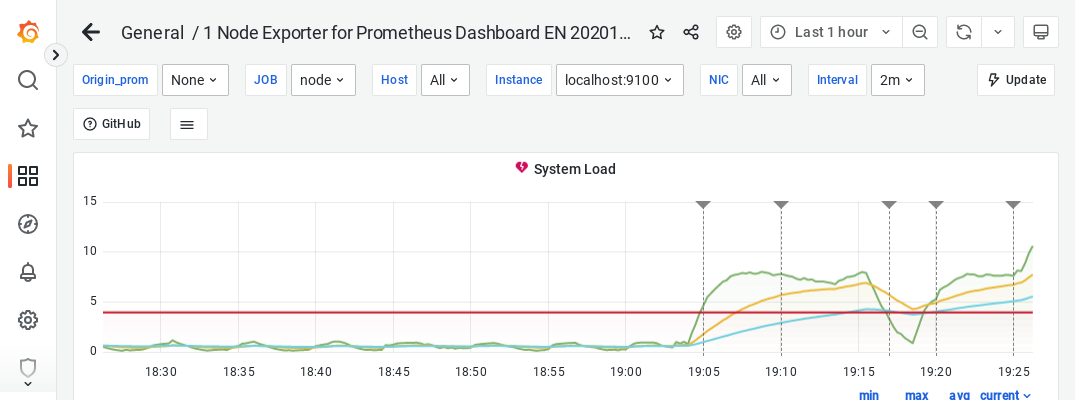 General / 1 Node Exporter for Prometheus Dashboard EN 20201... Last 1 hour
Origin_prom None JOB node Host All Instance localhost:9100 NIC All Interval 2m Update
GitHub
System Load
15
10
5
0
18:30 18:35 18:40 18:45 18:50 18:55 19:00 19:05 19:10 19:15 19:20 19:25
min max avg current